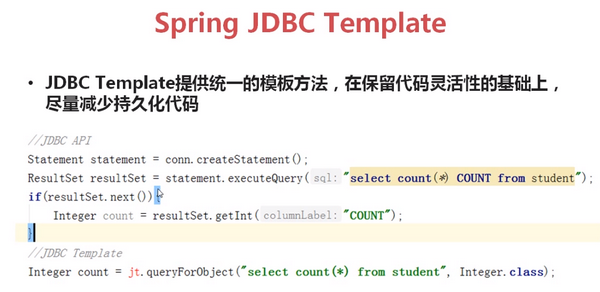 Spring JDBC Template
• JDBC Template提供统一的模板方法，在保留代码灵活性的基础上，
尽量减少持久化代码
//JDBC API
Statement statement = conn.createStatement();
ResultSet resultSet = statement.executeQuery( sql: "select count(*) COUNT from student");
if(resultSet.next()){
Integer count = resultSet.getInt( columnLabel: "COUNT");
}
//JDBC Template
Integer count = jt.queryForObject("select count(*) from student", Integer.class);